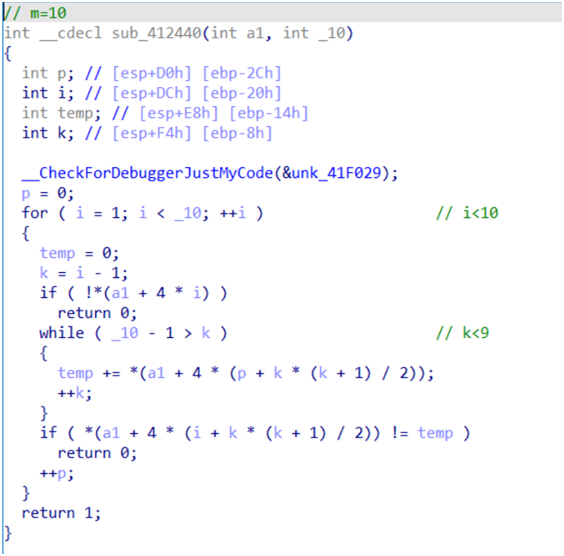 // m=10
int __cdecl sub_412440(int a1, int _10)
{
  int p; // [esp+D0h] [ebp-2Ch]
  int i; // [esp+DCh] [ebp-20h]
  int temp; // [esp+E8h] [ebp-14h]
  int k; // [esp+F4h] [ebp-8h]

  __CheckForDebuggerJustMyCode(&unk_41F029);
  p = 0;
  for ( i = 1; i < _10; ++i )                // i<10
  {
    temp = 0;
    k = i - 1;
    if ( !*(a1 + 4 * i) )
      return 0;
    while ( _10 - 1 > k )                    // k<9
    {
      temp += *(a1 + 4 * (p + k * (k + 1) / 2));
      ++k;
    }
    if ( *(a1 + 4 * (i + k * (k + 1) / 2)) != temp )
      return 0;
    ++p;
  }
  return 1;
}